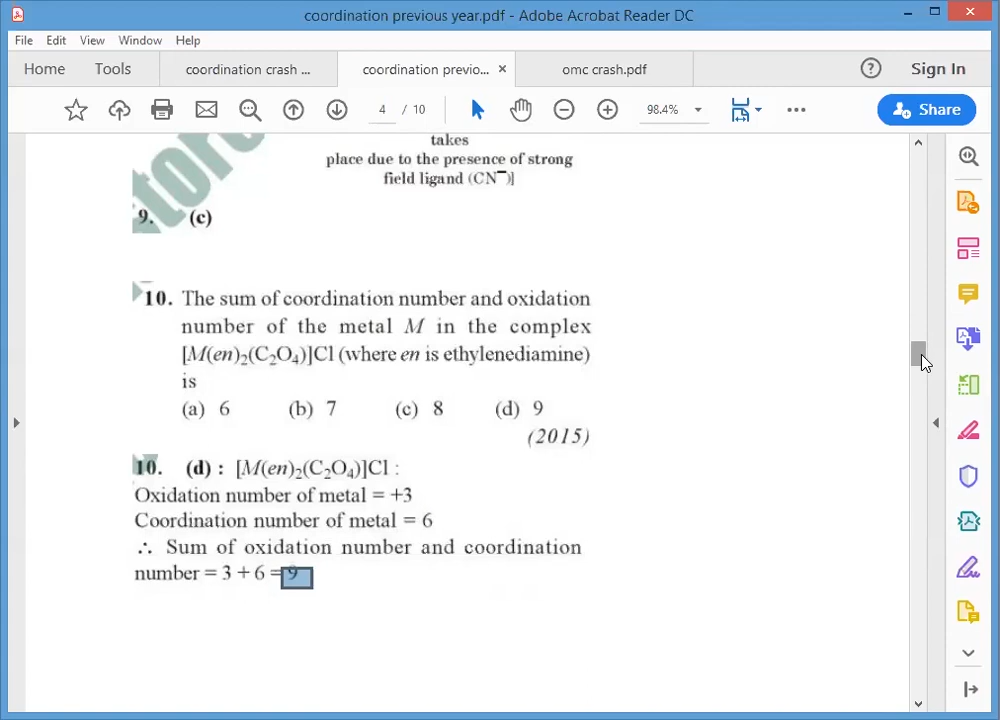 coordination previous year.pdf - Adobe Acrobat Reader DC
File Edit View Window Help
Home Tools coordination crash ... coordination previo... × omc crash.pdf ? Sign In
4 / 10 98.4% Share
takes
place due to the presence of strong
field ligand (CN⁻)]
9. (c)
10. The sum of coordination number and oxidation
number of the metal M in the complex
[M(en)₂(C₂O₄)]Cl (where en is ethylenediamine)
is
(a) 6 (b) 7 (c) 8 (d) 9
(2015)
10. (d) : [M(en)₂(C₂O₄)]Cl :
Oxidation number of metal = +3
Coordination number of metal = 6
∴ Sum of oxidation number and coordination
number = 3 + 6 = 9